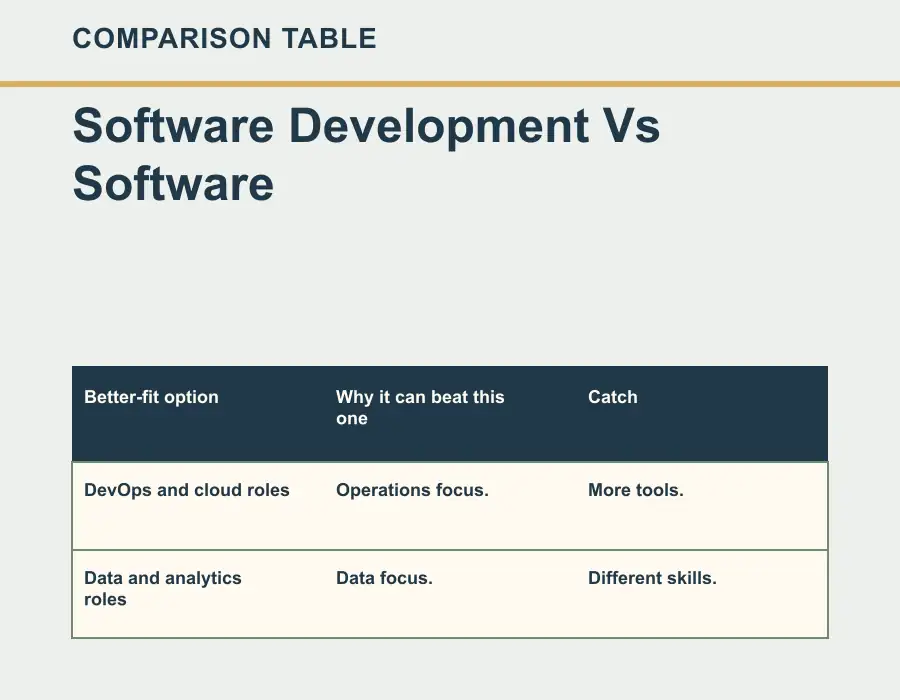 COMPARISON TABLE
Software Development Vs
Software
Better-fit option
Why it can beat this
one
Catch
DevOps and cloud roles
Operations focus.
More tools.
Data and analytics
roles
Data focus.
Different skills.